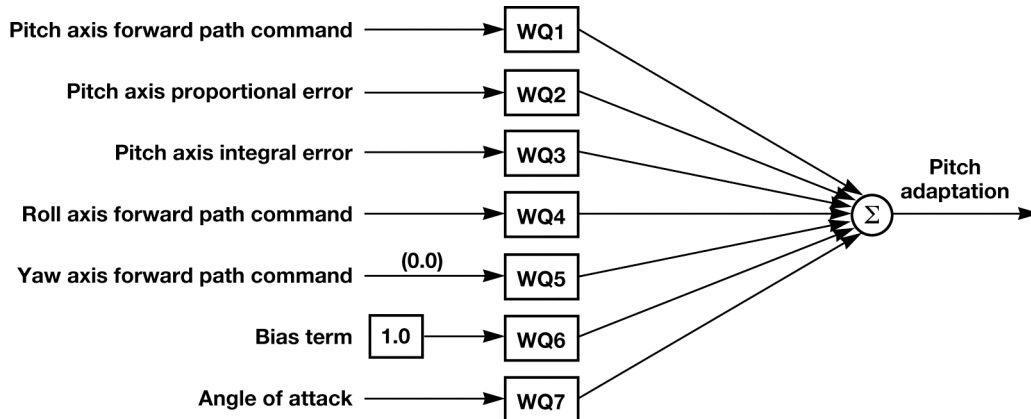 Pitch axis forward path command
WQ1
Pitch axis proportional error
WQ2
Pitch axis integral error
WQ3
Roll axis forward path command
WQ4
Yaw axis forward path command
(0.0)
WQ5
Bias term
1.0
WQ6
Angle of attack
WQ7
Σ
Pitch
adaptation